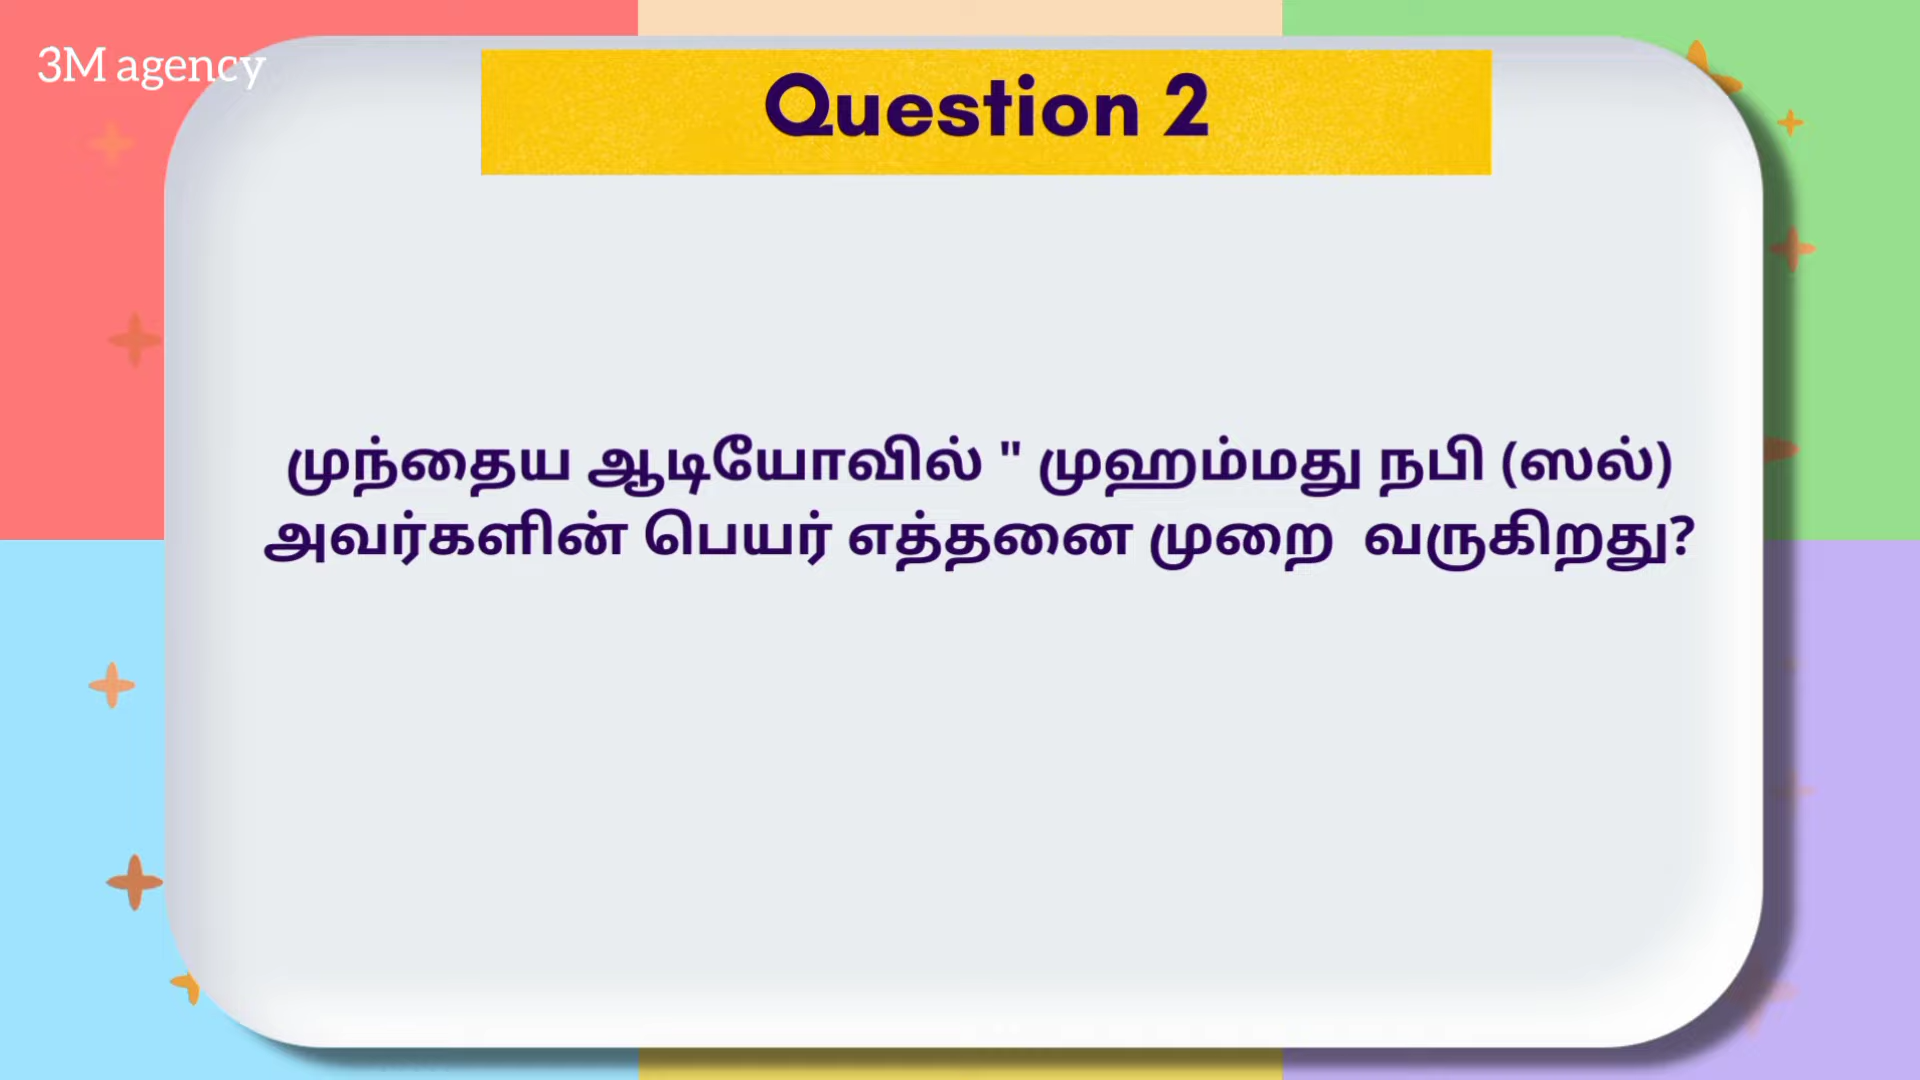 3M agency
Question 2
முந்தைய ஆடியோவில் " முஹம்மது நபி (ஸல்)
அவர்களின் பெயர் எத்தனை முறை வருகிறது?